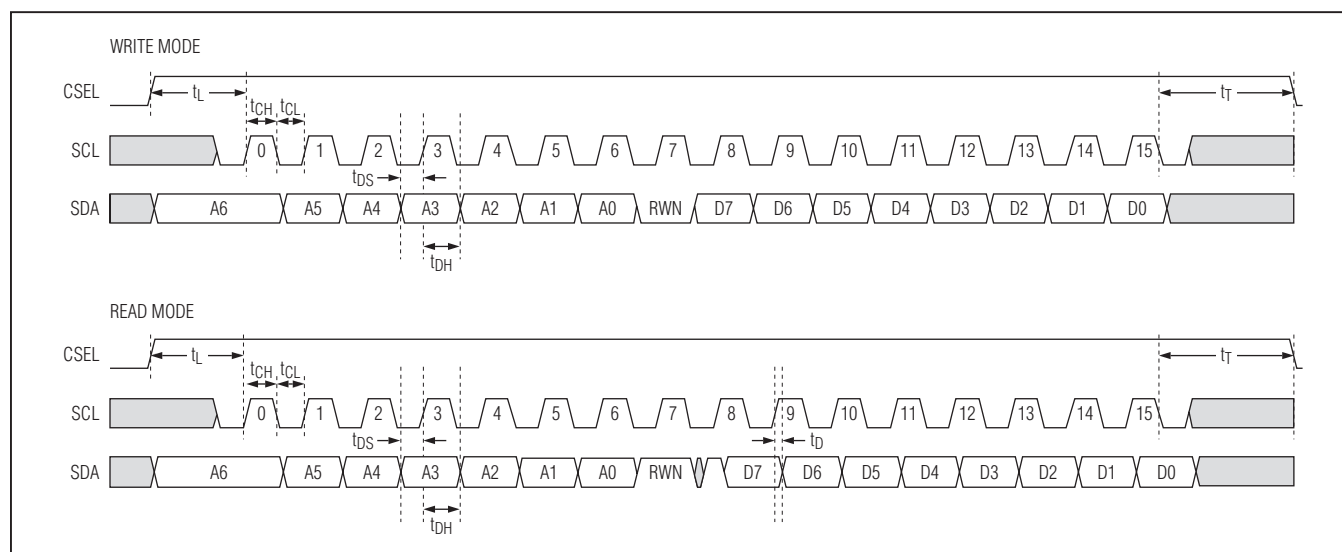 WRITE MODE
CSEL tL tT
tCH tCL
SCL 0 1 2 3 4 5 6 7 8 9 10 11 12 13 14 15
tDS
SDA A6 A5 A4 A3 A2 A1 A0 RWN D7 D6 D5 D4 D3 D2 D1 D0
tDH
READ MODE
CSEL tL tT
tCH tCL
SCL 0 1 2 3 4 5 6 7 8 9 10 11 12 13 14 15
tDS tD
SDA A6 A5 A4 A3 A2 A1 A0 RWN D7 D6 D5 D4 D3 D2 D1 D0
tDH